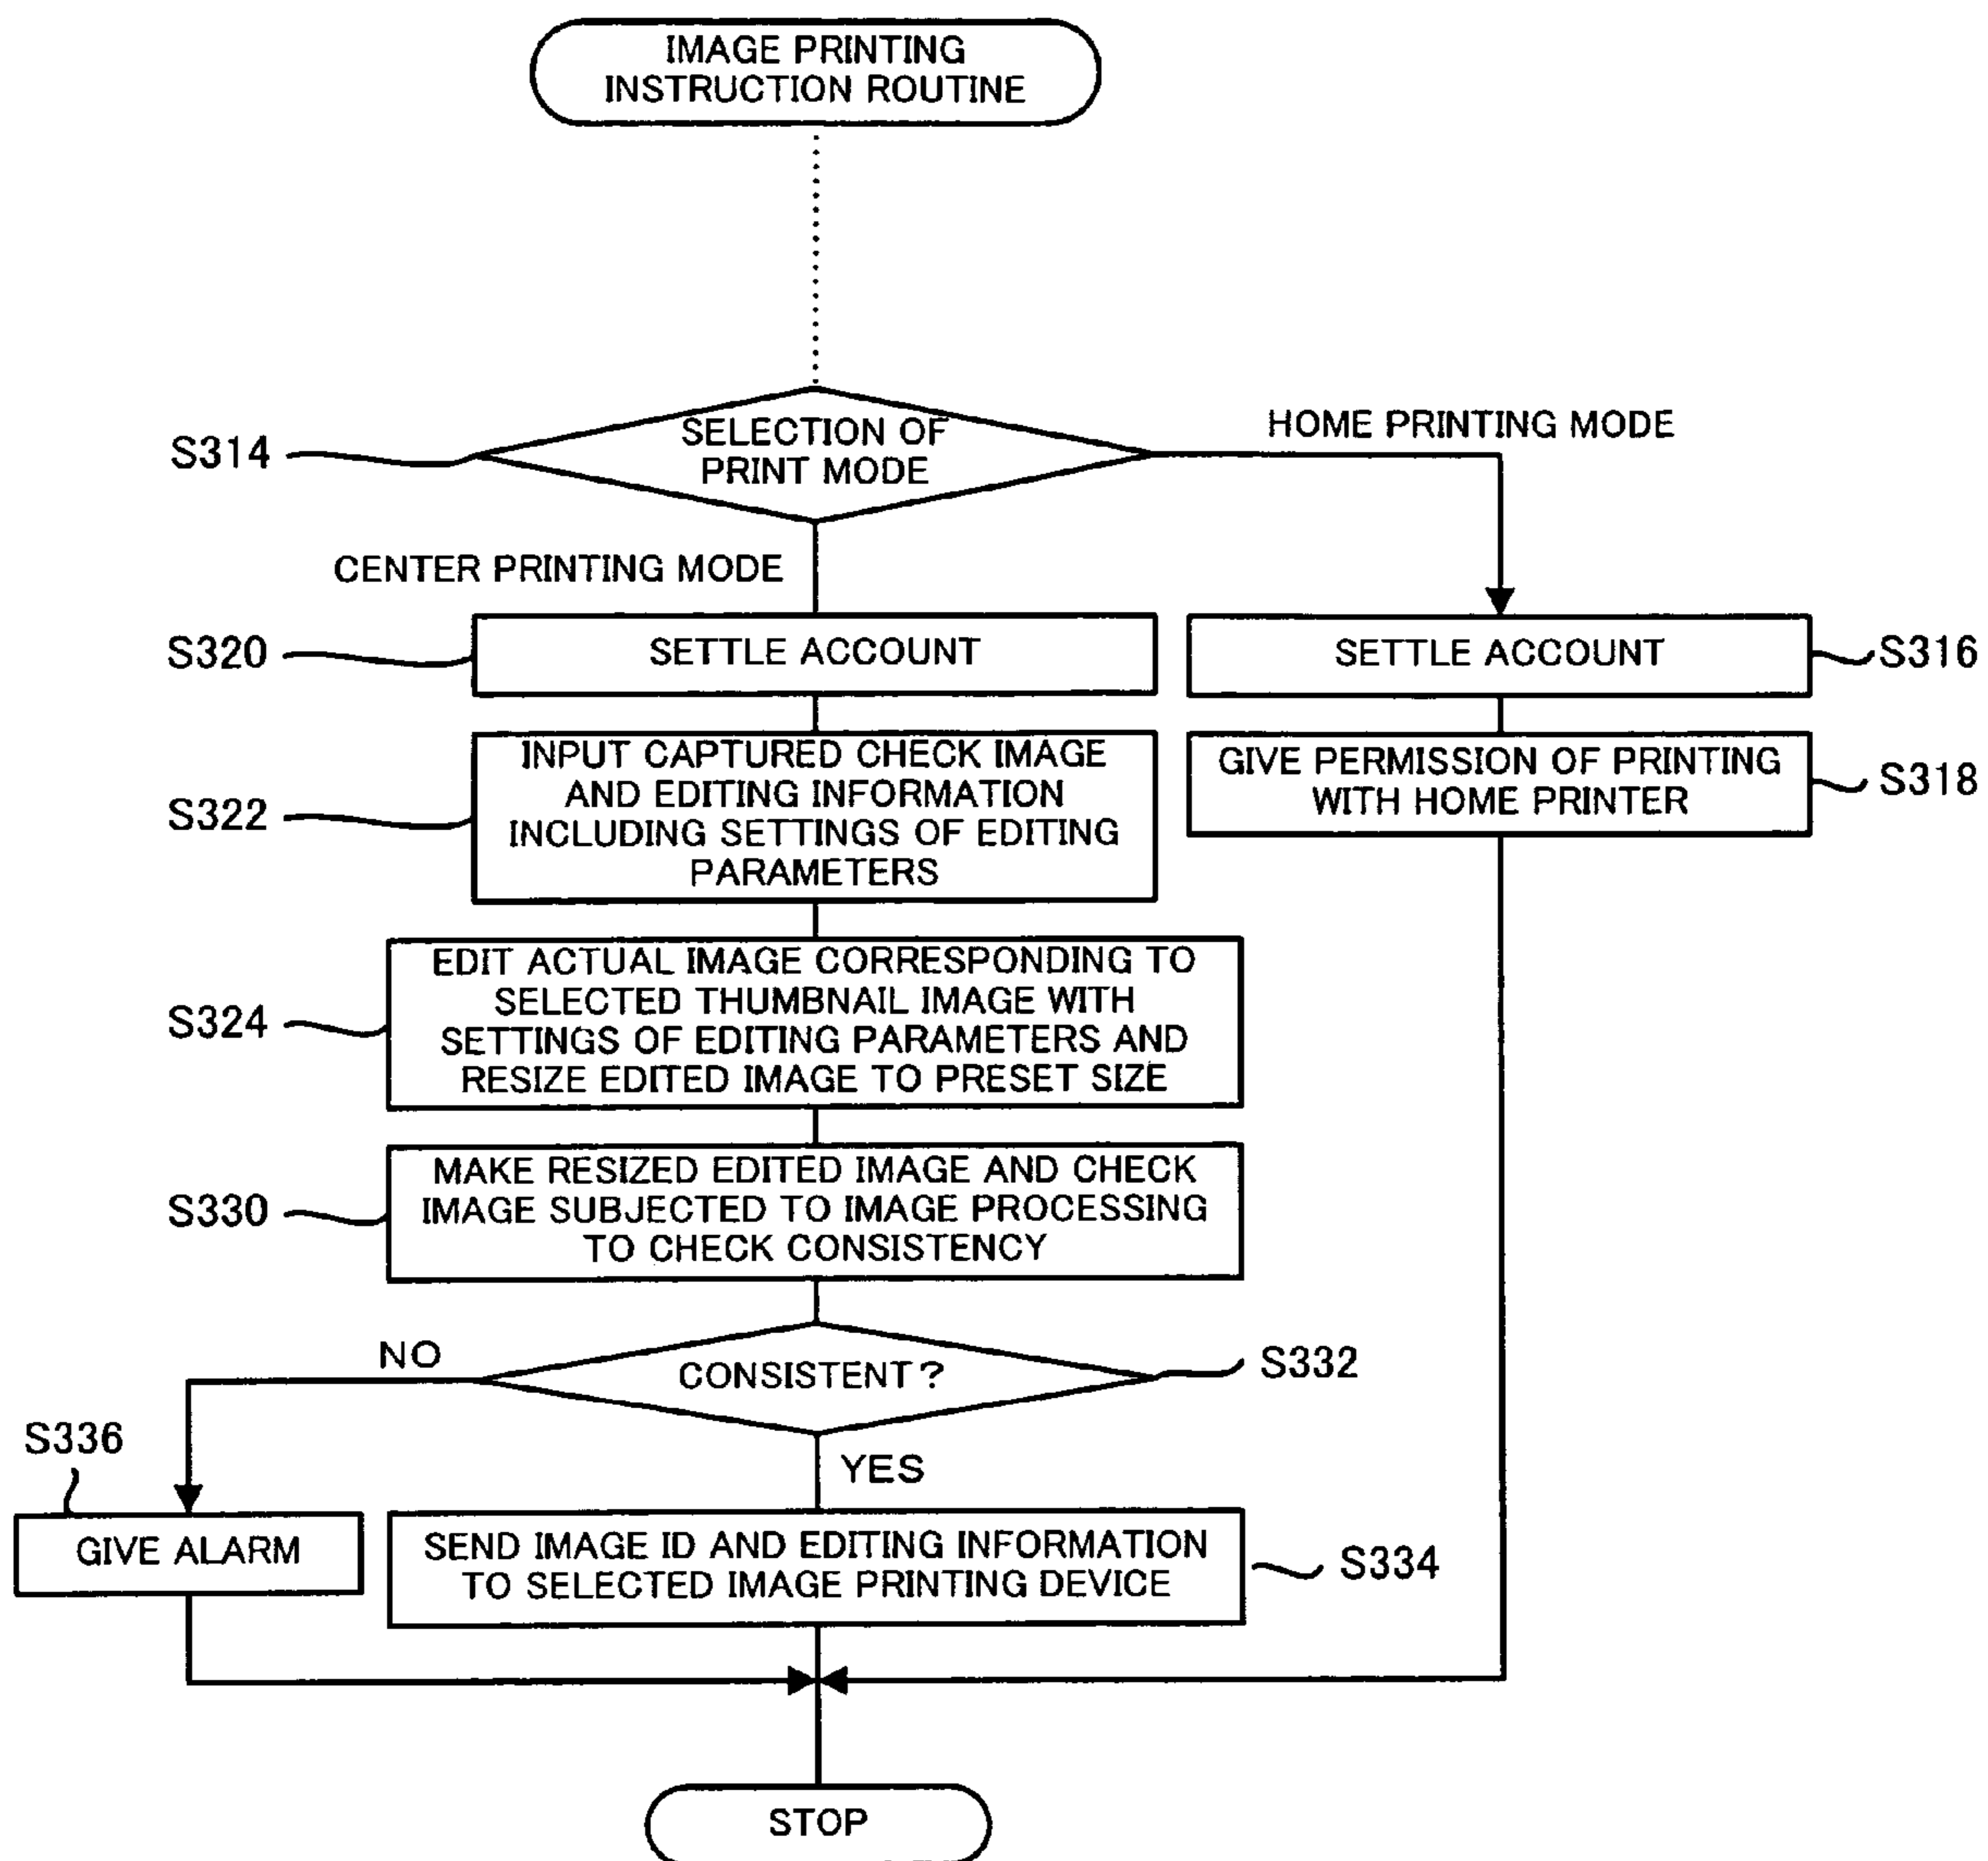 IMAGE PRINTING
INSTRUCTION ROUTINE
S314
SELECTION OF
PRINT MODE
HOME PRINTING MODE
CENTER PRINTING MODE
S320
SETTLE ACCOUNT
SETTLE ACCOUNT
S316
S322
INPUT CAPTURED CHECK IMAGE
AND EDITING INFORMATION
INCLUDING SETTINGS OF EDITING
PARAMETERS
GIVE PERMISSION OF PRINTING
WITH HOME PRINTER
S318
S324
EDIT ACTUAL IMAGE CORRESPONDING TO
SELECTED THUMBNAIL IMAGE WITH
SETTINGS OF EDITING PARAMETERS AND
RESIZE EDITED IMAGE TO PRESET SIZE
S330
MAKE RESIZED EDITED IMAGE AND CHECK
IMAGE SUBJECTED TO IMAGE PROCESSING
TO CHECK CONSISTENCY
NO
CONSISTENT?
S332
S336
YES
GIVE ALARM
SEND IMAGE ID AND EDITING INFORMATION
TO SELECTED IMAGE PRINTING DEVICE
S334
STOP